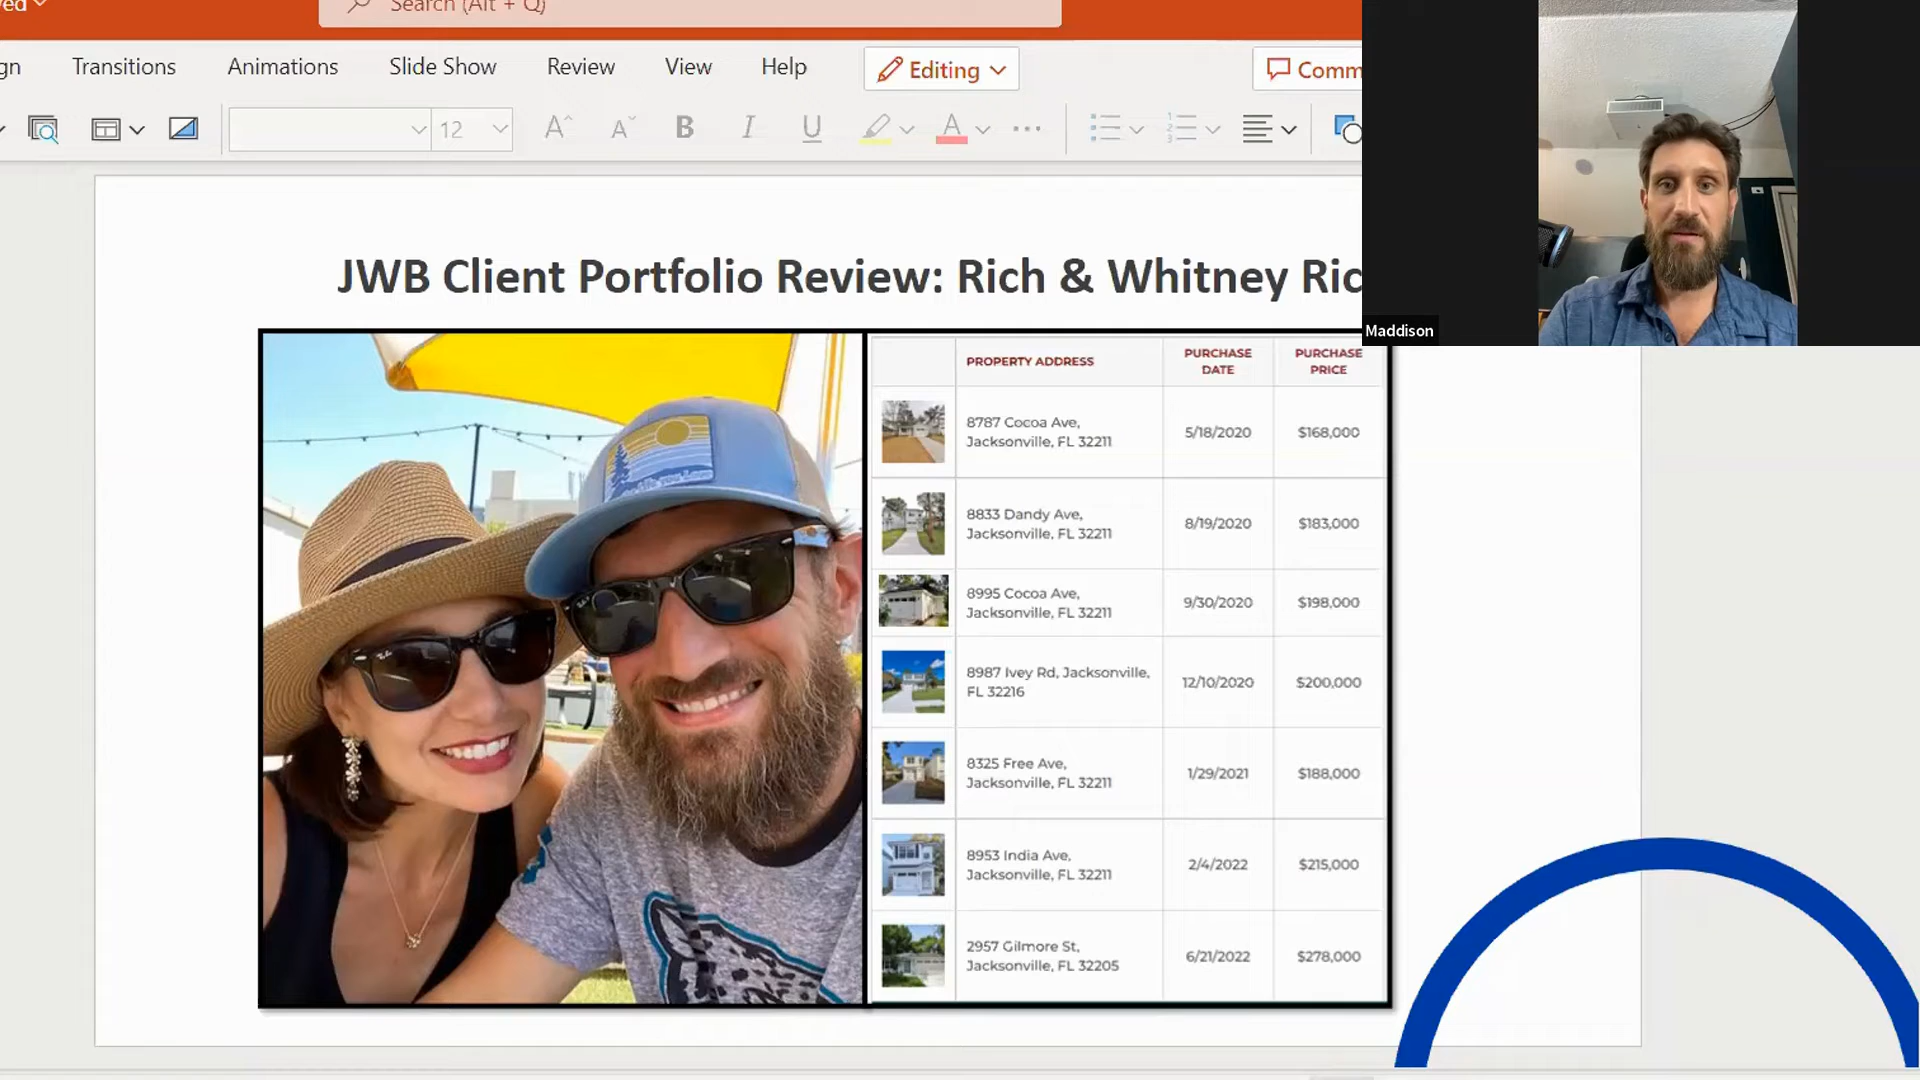 Search (Alt + Q)
Transitions
Animations
Slide Show
Review
View
Help
Editing
Comm
12
A
A
B
I
U
A
JWB Client Portfolio Review: Rich & Whitney Ric
Maddison
PROPERTY ADDRESS
PURCHASE
DATE
PURCHASE
PRICE
8787 Cocoa Ave,
Jacksonville, FL 32211
5/18/2020
$168,000
8833 Dandy Ave,
Jacksonville, FL 32211
8/19/2020
$183,000
8995 Cocoa Ave,
Jacksonville, FL 32211
9/30/2020
$198,000
8987 Ivey Rd, Jacksonville,
FL 32216
12/10/2020
$200,000
8325 Free Ave,
Jacksonville, FL 32211
1/29/2021
$188,000
8953 India Ave,
Jacksonville, FL 32211
2/4/2022
$215,000
2957 Gilmore St,
Jacksonville, FL 32205
6/21/2022
$278,000